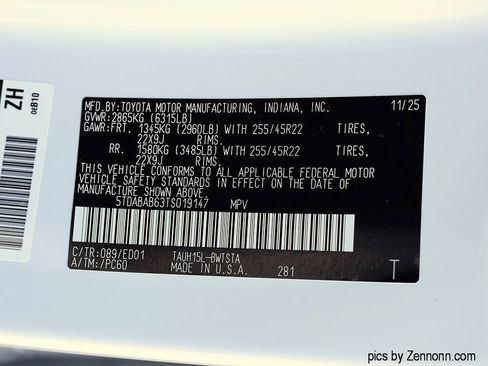 ZH
0EB10
MFD.BY: TOYOTA MOTOR MANUFACTURING, INDIANA, INC. 11/25
GVWR: 2865KG (6315LB)
GAWR: FRT. 1345KG (2960LB) WITH 255/45R22 TIRES,
22X9J RIMS.
RR. 1580KG (3485LB) WITH 255/45R22 TIRES,
22X9J RIMS.
THIS VEHICLE CONFORMS TO ALL APPLICABLE FEDERAL MOTOR
VEHICLE SAFETY STANDARDS IN EFFECT ON THE DATE OF
MANUFACTURE SHOWN ABOVE.
5TDABAB63TS019147 MPV
C/TR: 089/ED01 TAUH15L-BWTSTA
A/TM: /PC60 MADE IN U.S.A. 281 T
pics by Zennonn.com